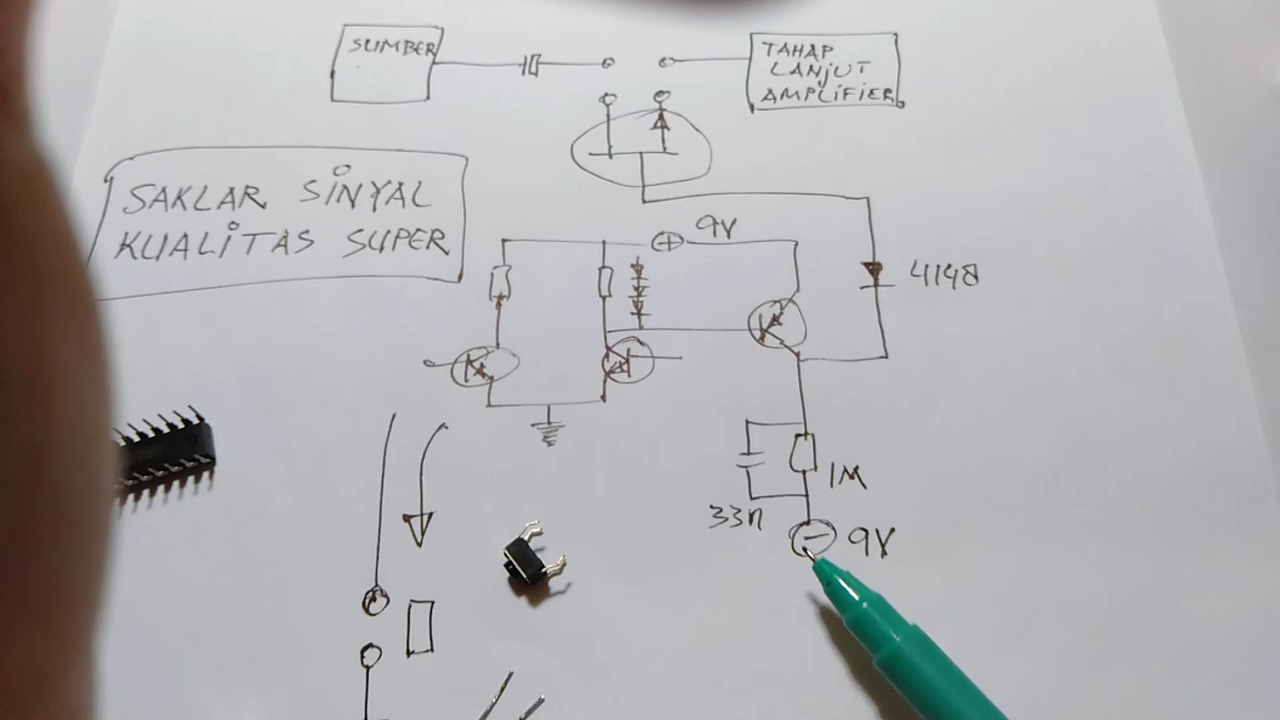 SUMBER
TAHAP
LANJUT
AMPLIFIER
SAKLAR SINYAL
KUALITAS SUPER
+ 9V
4148
1M
33n
- 9V